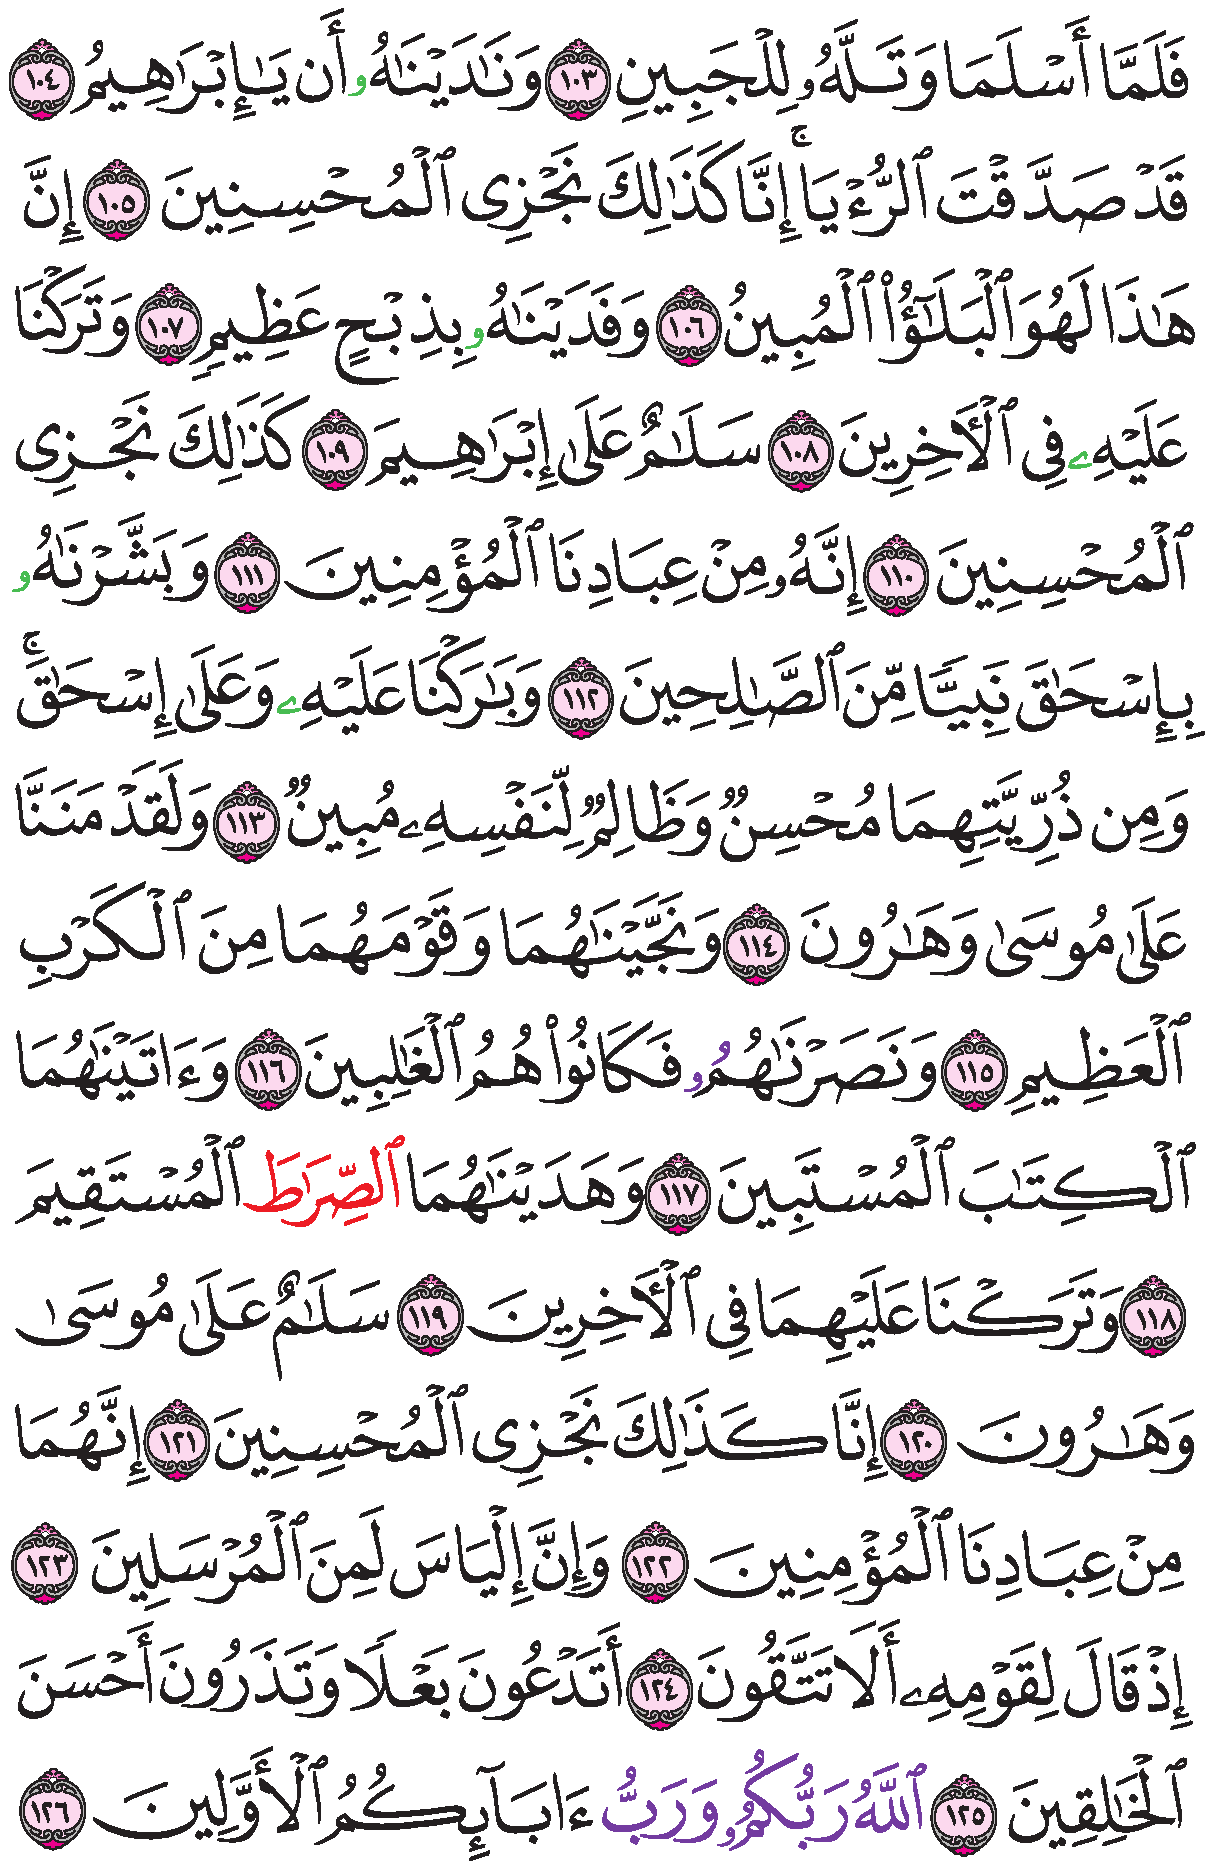 فَلَمَّا أَسْلَمَا وَتَلَّهُۥ لِلْجَبِينِ ١٠٣ وَنَٰدَيْنَٰهُۥ أَن يَٰٓإِبْرَٰهِيمُ ١٠٤
قَدْ صَدَّقْتَ ٱلرُّءْيَاۚ إِنَّا كَذَٰلِكَ نَجْزِى ٱلْمُحْسِنِينَ ١٠٥ إِنَّ
هَٰذَا لَهُوَ ٱلْبَلَٰٓؤُا۟ ٱلْمُبِينُ ١٠٦ وَفَدَيْنَٰهُۥ بِذِبْحٍ عَظِيمٍ ١٠٧ وَتَرَكْنَا
عَلَيْهِۦ فِى ٱلْأَخِرِينَ ١٠٨ سَلَٰمٌ عَلَىٰ إِبْرَٰهِيمَ ١٠٩ كَذَٰلِكَ نَجْزِى
ٱلْمُحْسِنِينَ ١١٠ إِنَّهُۥ مِنْ عِبَادِنَا ٱلْمُؤْمِنِينَ ١١١ وَبَشَّرْنَٰهُۥ
بِإِسْحَٰقَ نَبِيًّا مِّنَ ٱلصَّٰلِحِينَ ١١٢ وَبَٰرَكْنَا عَلَيْهِۦ وَعَلَىٰ إِسْحَٰقَۚ
وَمِن ذُرِّيَّتِهِمَا مُحْسِنٌ وَظَالِمٌ لِّنَفْسِهِۦ مُبِينٌ ١١٣ وَلَقَدْ مَنَنَّا
عَلَىٰ مُوسَىٰ وَهَٰرُونَ ١١٤ وَنَجَّيْنَٰهُمَا وَقَوْمَهُمَا مِنَ ٱلْكَرْبِ
ٱلْعَظِيمِ ١١٥ وَنَصَرْنَٰهُمُۥ فَكَانُوا۟ هُمُ ٱلْغَٰلِبِينَ ١١٦ وَءَاتَيْنَٰهُمَا
ٱلْكِتَٰبَ ٱلْمُسْتَبِينَ ١١٧ وَهَدَيْنَٰهُمَا ٱلصِّرَٰطَ ٱلْمُسْتَقِيمَ
١١٨ وَتَرَكْنَا عَلَيْهِمَا فِى ٱلْأَخِرِينَ ١١٩ سَلَٰمٌ عَلَىٰ مُوسَىٰ
وَهَٰرُونَ ١٢٠ إِنَّا كَذَٰلِكَ نَجْزِى ٱلْمُحْسِنِينَ ١٢١ إِنَّهُمَا
مِنْ عِبَادِنَا ٱلْمُؤْمِنِينَ ١٢٢ وَإِنَّ إِلْيَاسَ لَمِنَ ٱلْمُرْسَلِينَ ١٢٣
إِذْ قَالَ لِقَوْمِهِۦ أَلَا تَتَّقُونَ ١٢٤ أَتَدْعُونَ بَعْلًا وَتَذَرُونَ أَحْسَنَ
ٱلْخَٰلِقِينَ ١٢٥ ٱللَّهُ رَبُّكُمُۥ وَرَبُّ ءَابَآئِكُمُ ٱلْأَوَّلِينَ ١٢٦